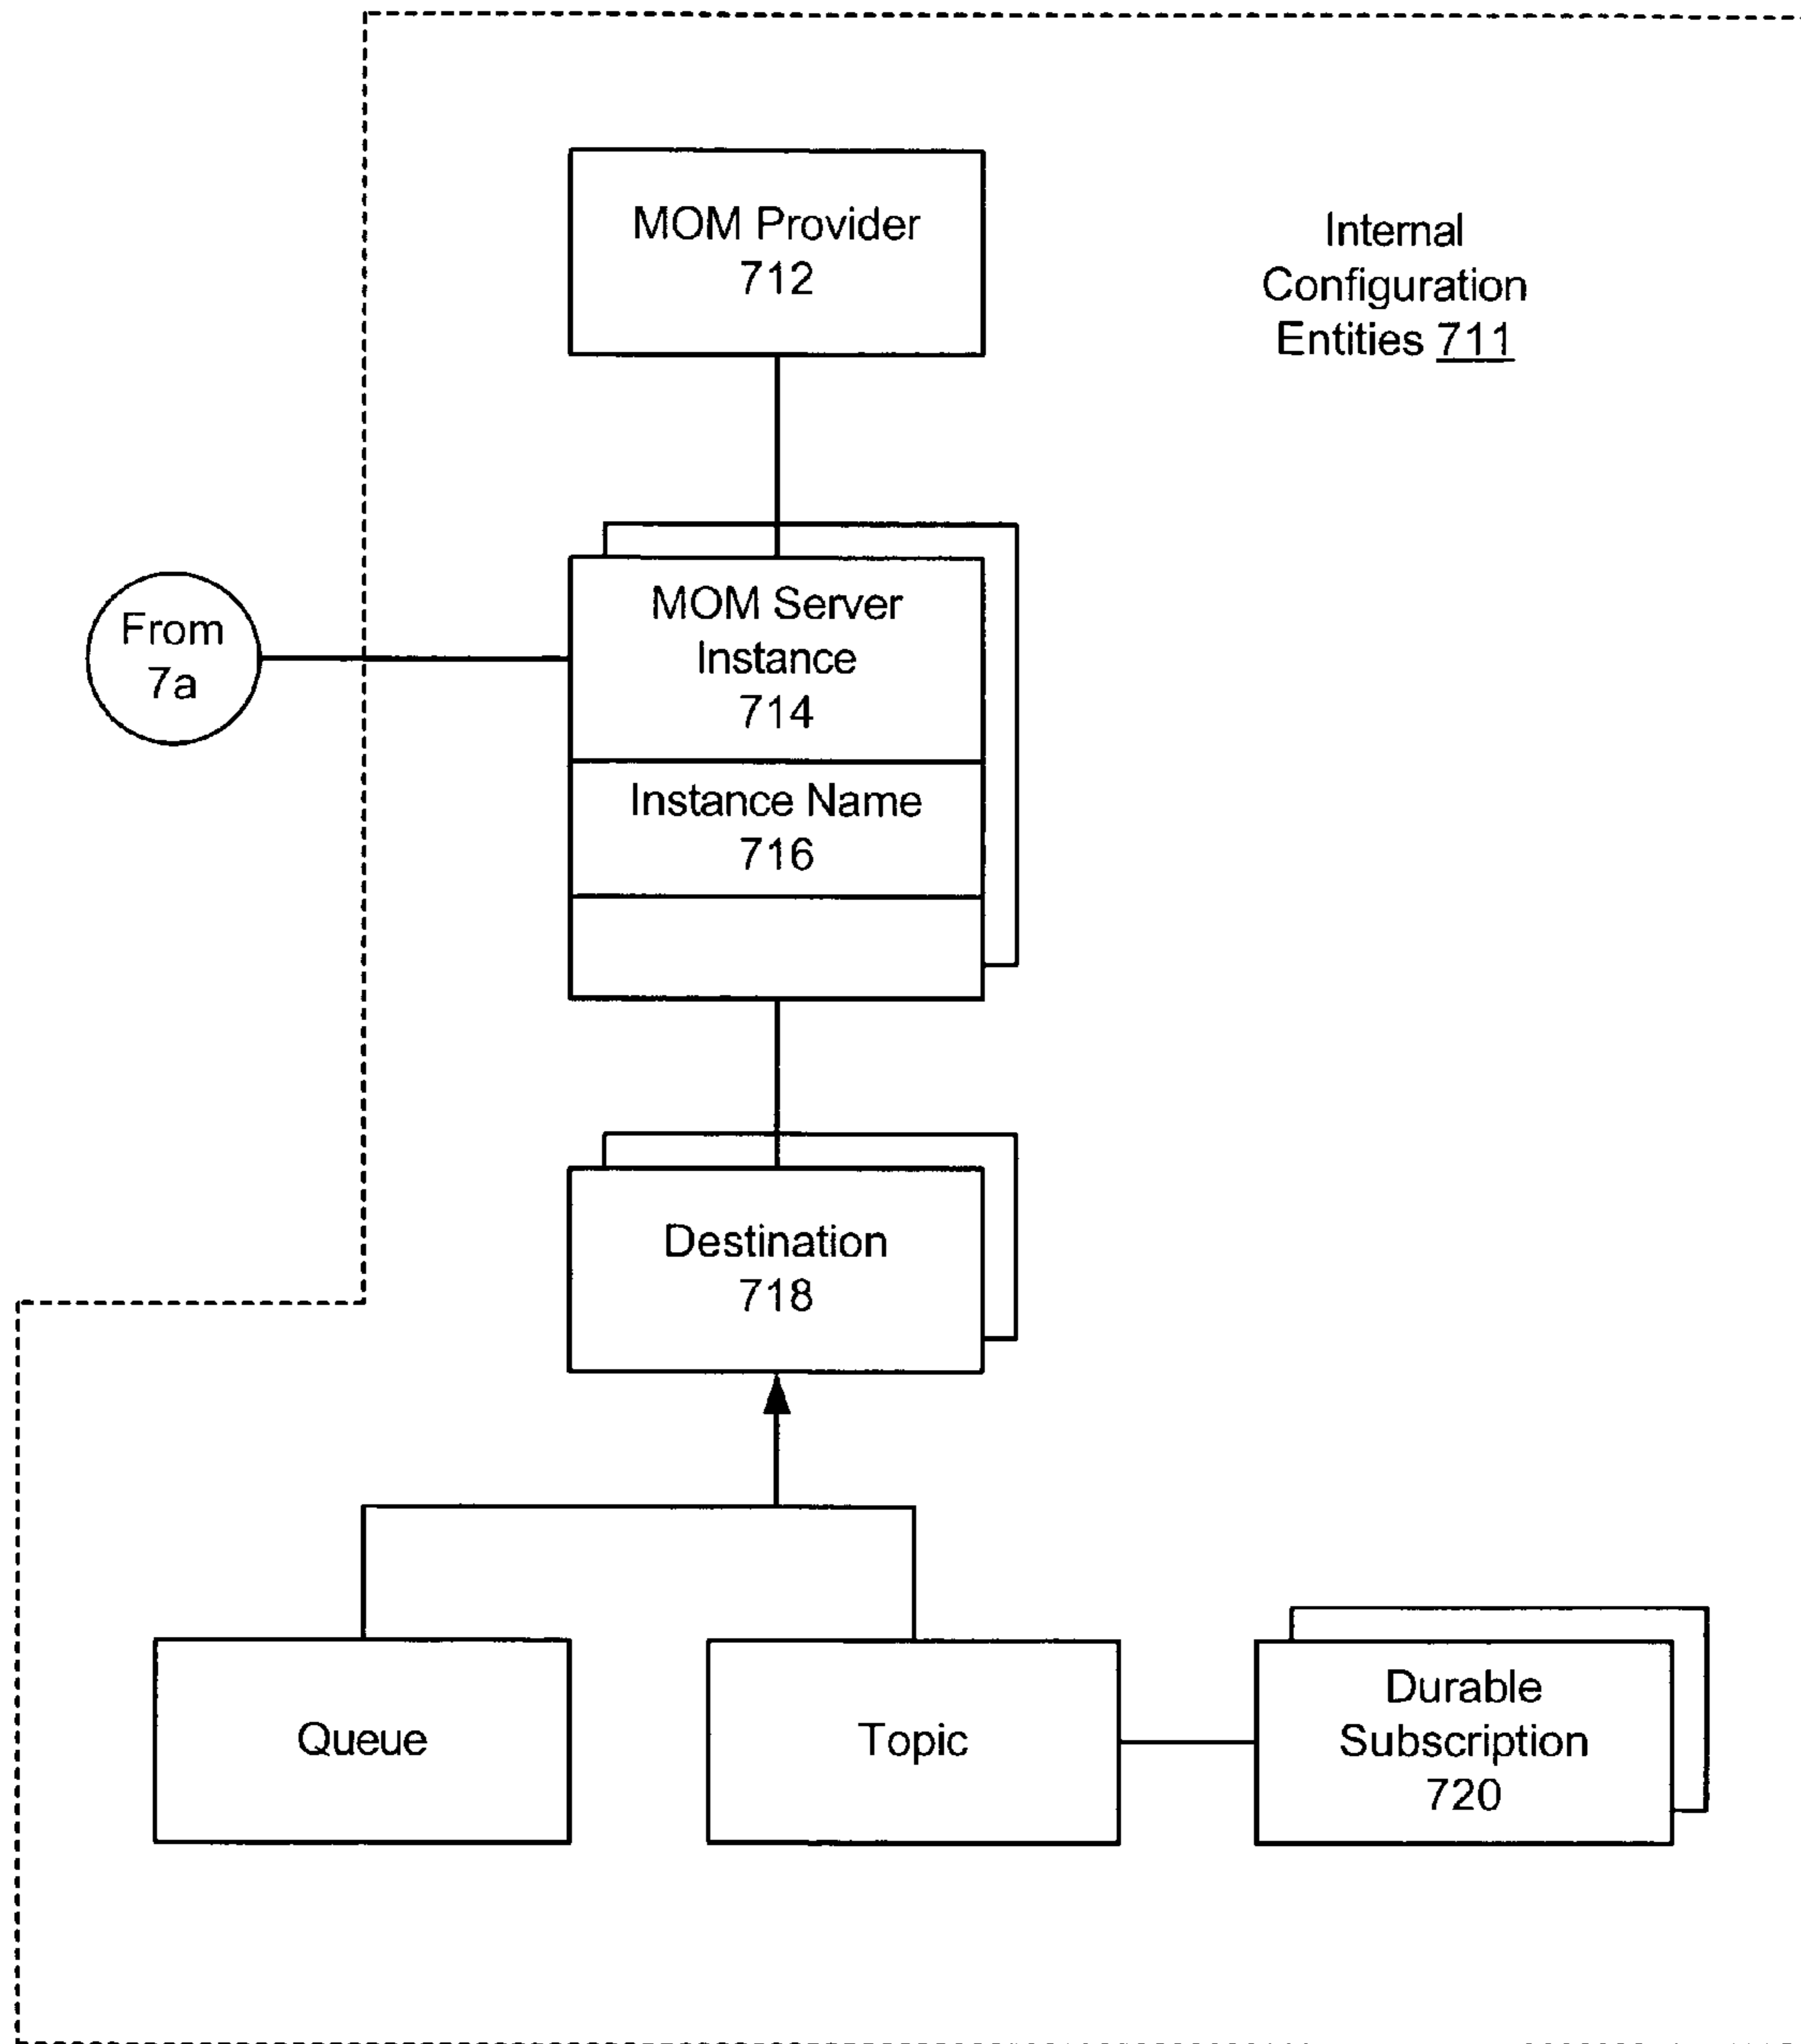 MOM Provider
712
Internal
Configuration
Entities 711
From
7a
MOM Server
Instance
714
Instance Name
716
Destination
718
Queue
Topic
Durable
Subscription
720